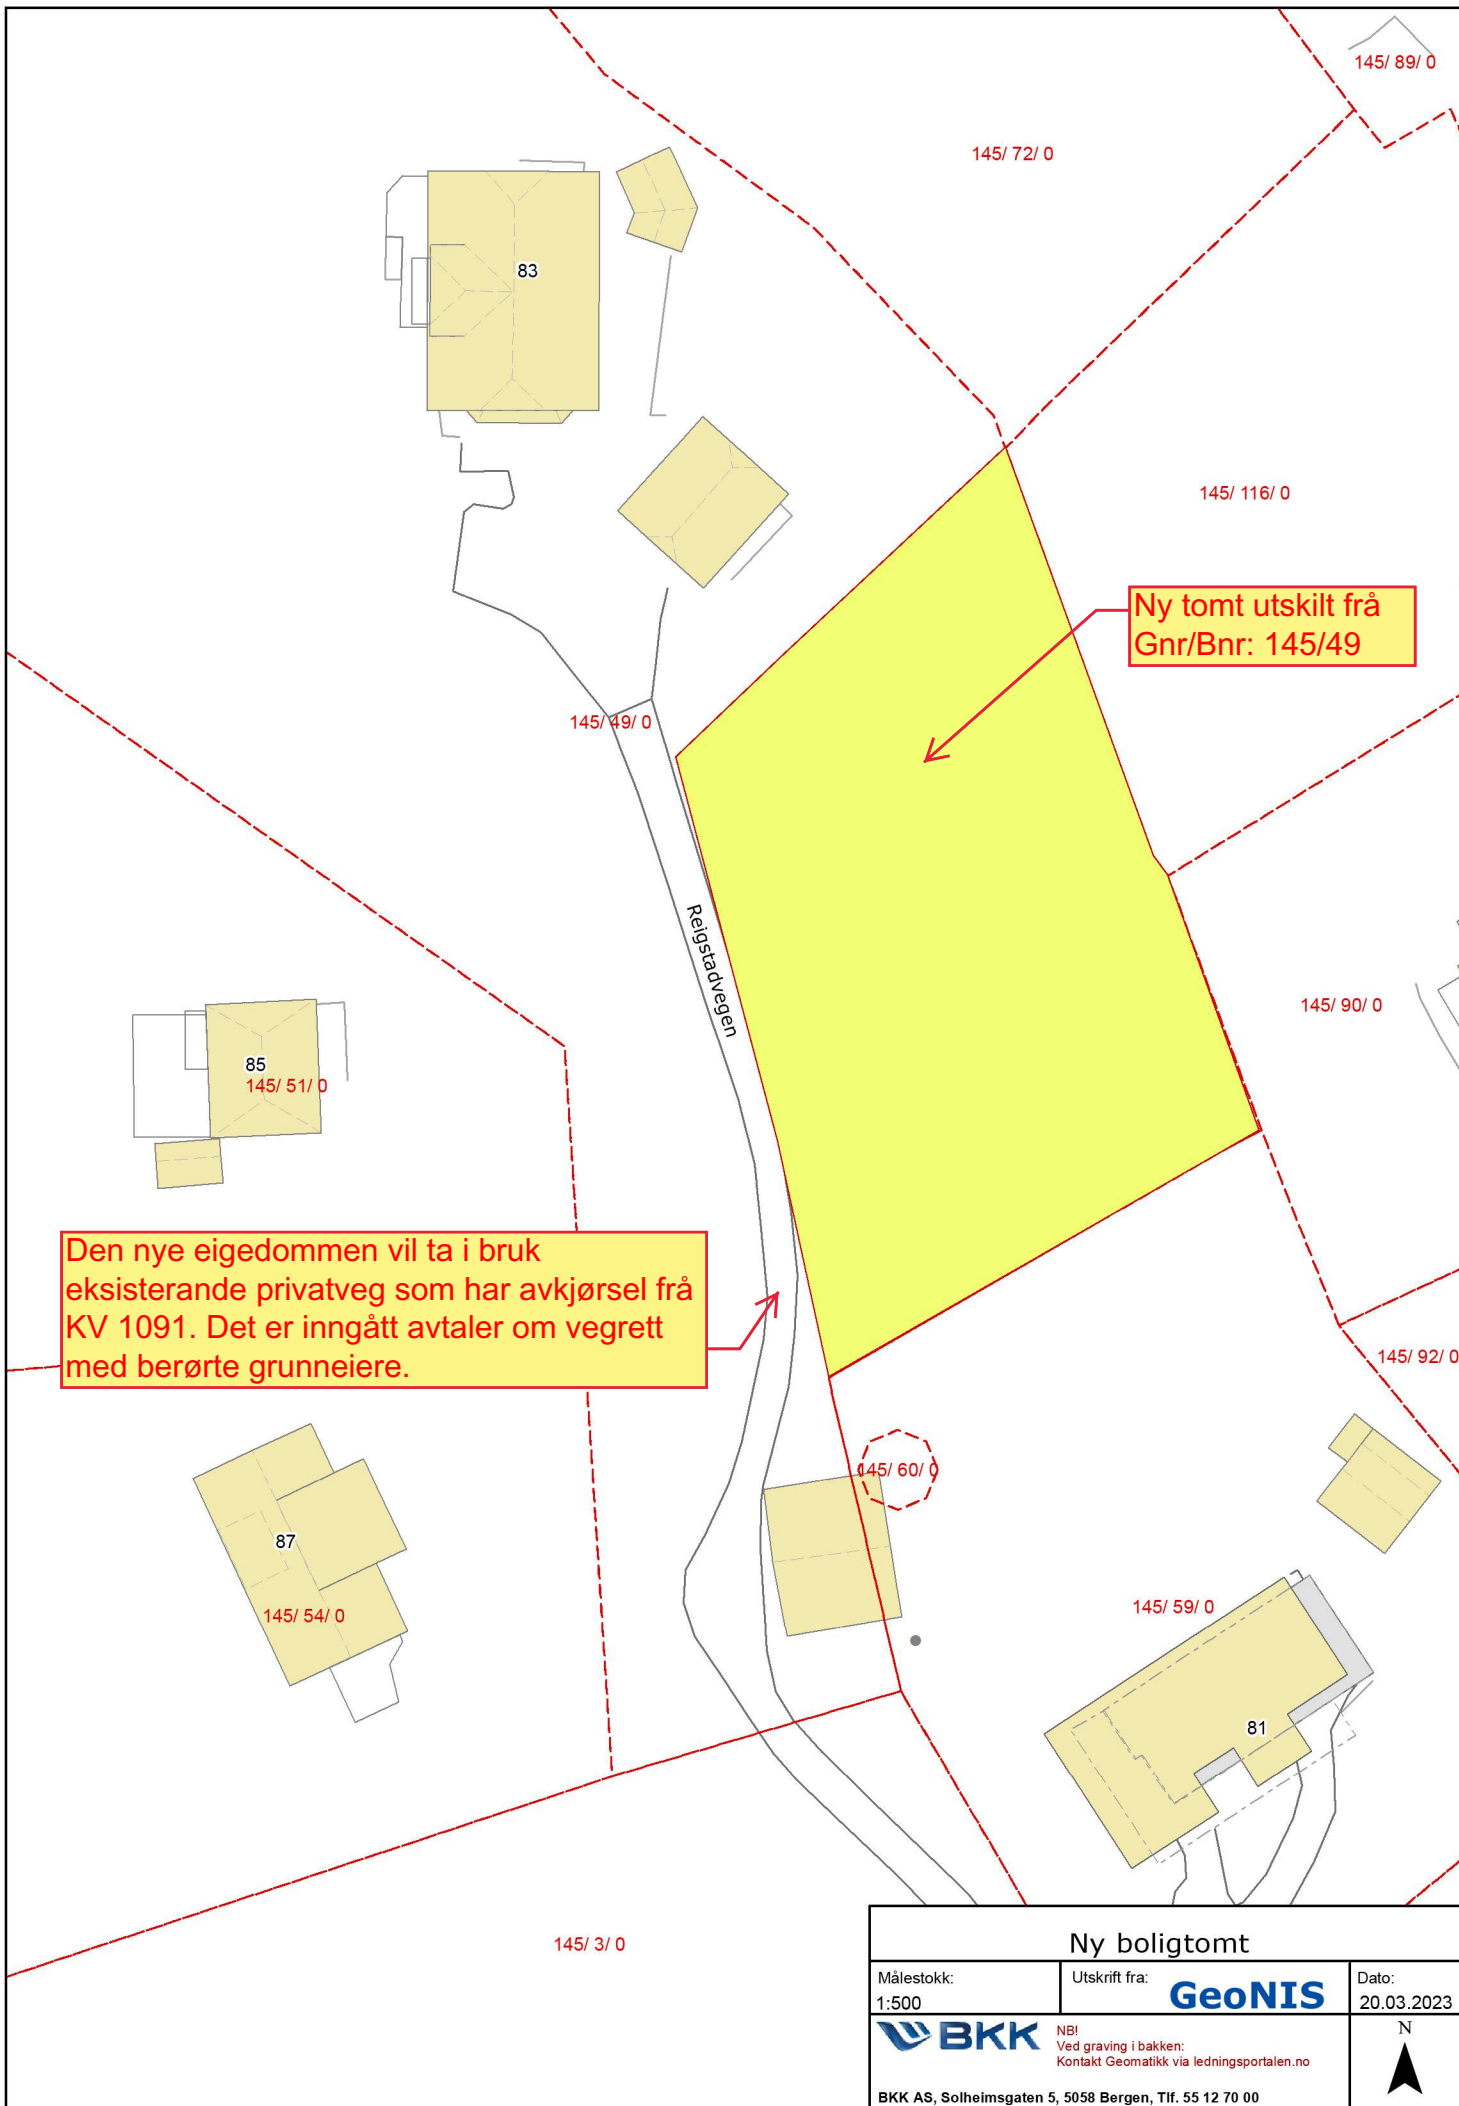 145/ 89/ 0
145/ 72/ 0
83
145/ 116/ 0
Ny tomt utskilt frå
Gnr/Bnr: 145/49
145/ 49/ 0
Reigstadvegen
145/ 90/ 0
85
145/ 51/ 0
Den nye eigedommen vil ta i bruk
eksisterande privatveg som har avkjørsel frå
KV 1091. Det er inngått avtaler om vegrett
med berørte grunneiere.
145/ 92/ 0
145/ 60/ 0
87
145/ 54/ 0
145/ 59/ 0
81
145/ 3/ 0
Ny boligtomt
Målestokk:
1:500
Utskrift fra:
GeoNIS
Dato:
20.03.2023
BKK
NB!
Ved graving i bakken:
Kontakt Geomatikk via ledningsportalen.no
N
BKK AS, Solheimsgaten 5, 5058 Bergen, Tlf. 55 12 70 00